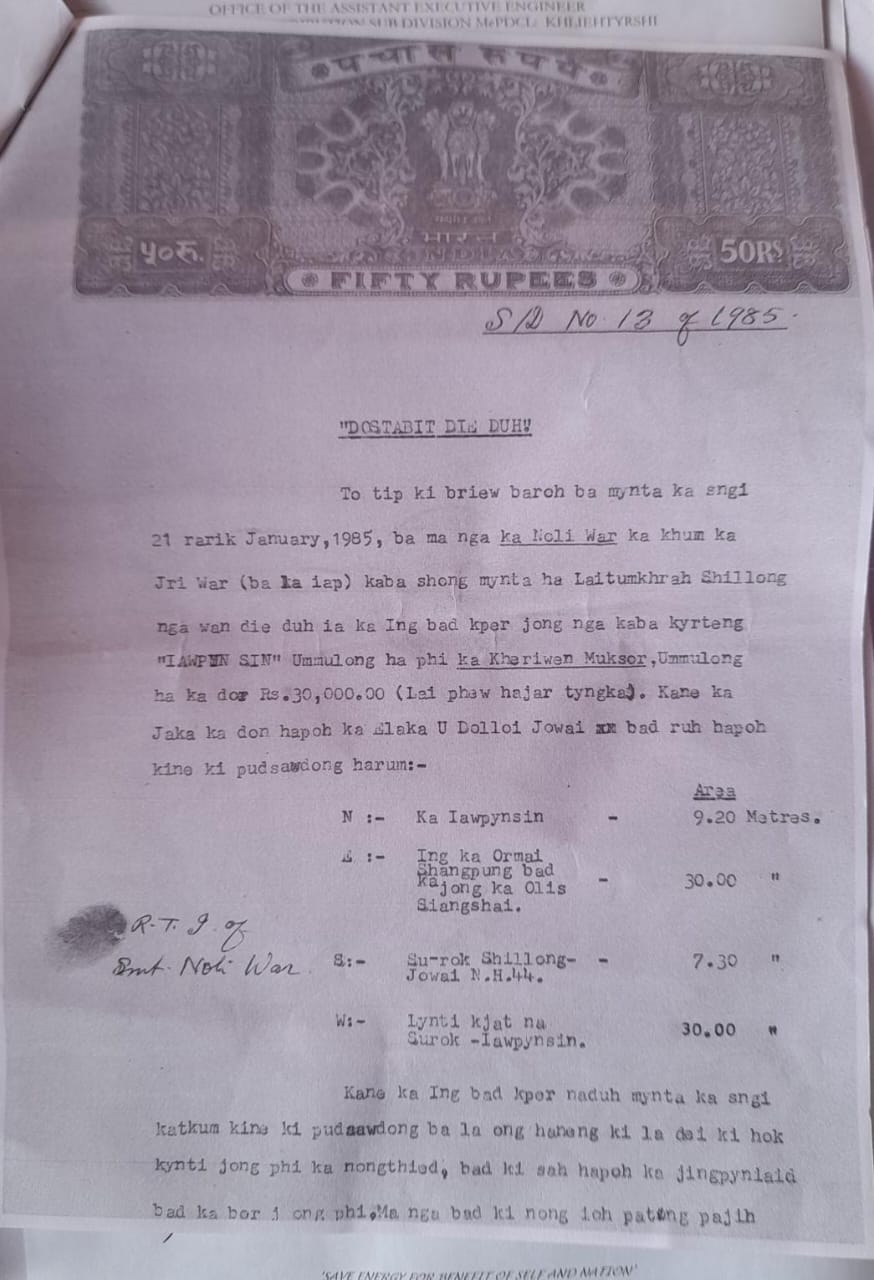 OFFICE OF THE ASSISTANT EXECUTIVE ENGINEER
SUB DIVISION MePDCL: KHLIEHTYRSHI
पचास रुपये
भारत
INDIA
५०रु.
50RS.
FIFTY RUPEES
S/D No. 13 of 1985.
"DOSTABIT DIE DUH"
To tip ki briew baroh ba mynta ka sngi
21 rarik January,1985, ba ma nga ka Noli War ka khum ka
Jri War (ba la iap) kaba shong mynta ha Laitumkhrah Shillong
nga wan die duh ia ka Ing bad kper jong nga kaba kyrteng
"IAWPYN SIN" Ummulong ha phi ka Kheriwen Muksor,Ummulong
ha ka dor Rs.30,000.00 (Lai phew hajar tyngka). Kane ka
Jaka ka don hapoh ka Elaka U Dolloi Jowai xx bad ruh hapoh
kine ki pudsawdong harum:-
Area
N :- Ka Iawpynsin - 9.20 Metres.
E :- Ing ka Ormai
Shangpung bad
kajong ka Olis - 30.00 "
Siangshai.
R.T.I of
Smt. Noli War
S:- Su-rok Shillong- - 7.30 "
Jowai N.H.44.
W:- Lynti kjat na
Surok -Iawpynsin. 30.00 "
Kane ka Ing bad kper naduh mynta ka sngi
katkum kine ki pudsawdong ba la ong haneng ki la dei ki hok
kynti jong phi ka nongthied, bad ki sah hapoh ka jingpynlaid
bad ka bor j ong phi.Ma nga bad ki nong ioh pateng pajih
'SAVE ENERGY FOR BENEFIT OF SELF AND NATION'